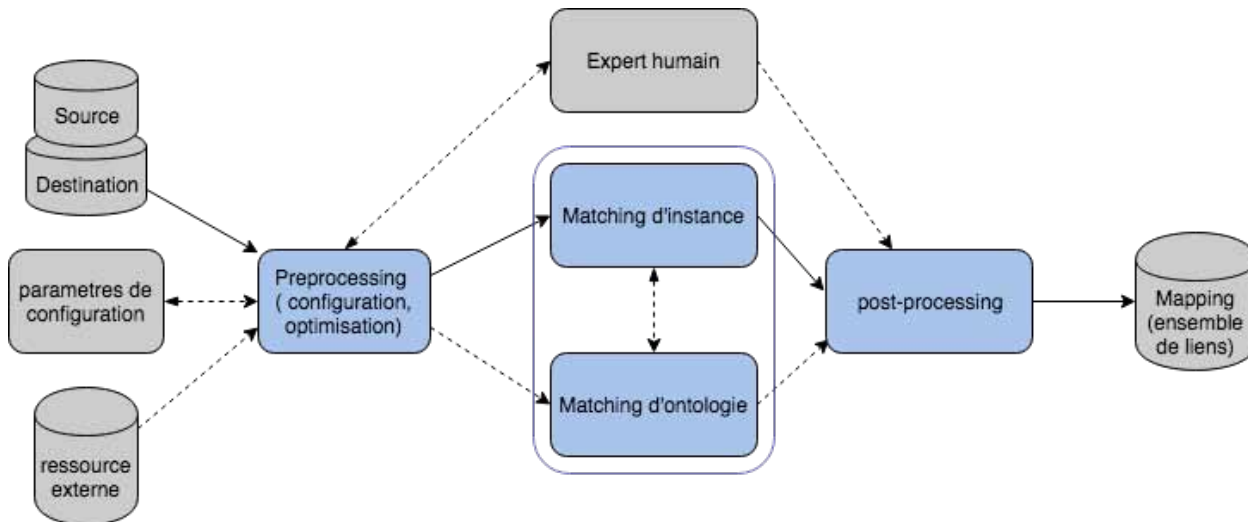 Expert humain
Source
Destination
Matching d'instance
parametres de
configuration
Preprocessing
( configuration,
optimisation)
post-processing
Mapping
(ensemble
de liens)
Matching d'ontologie
ressource
externe